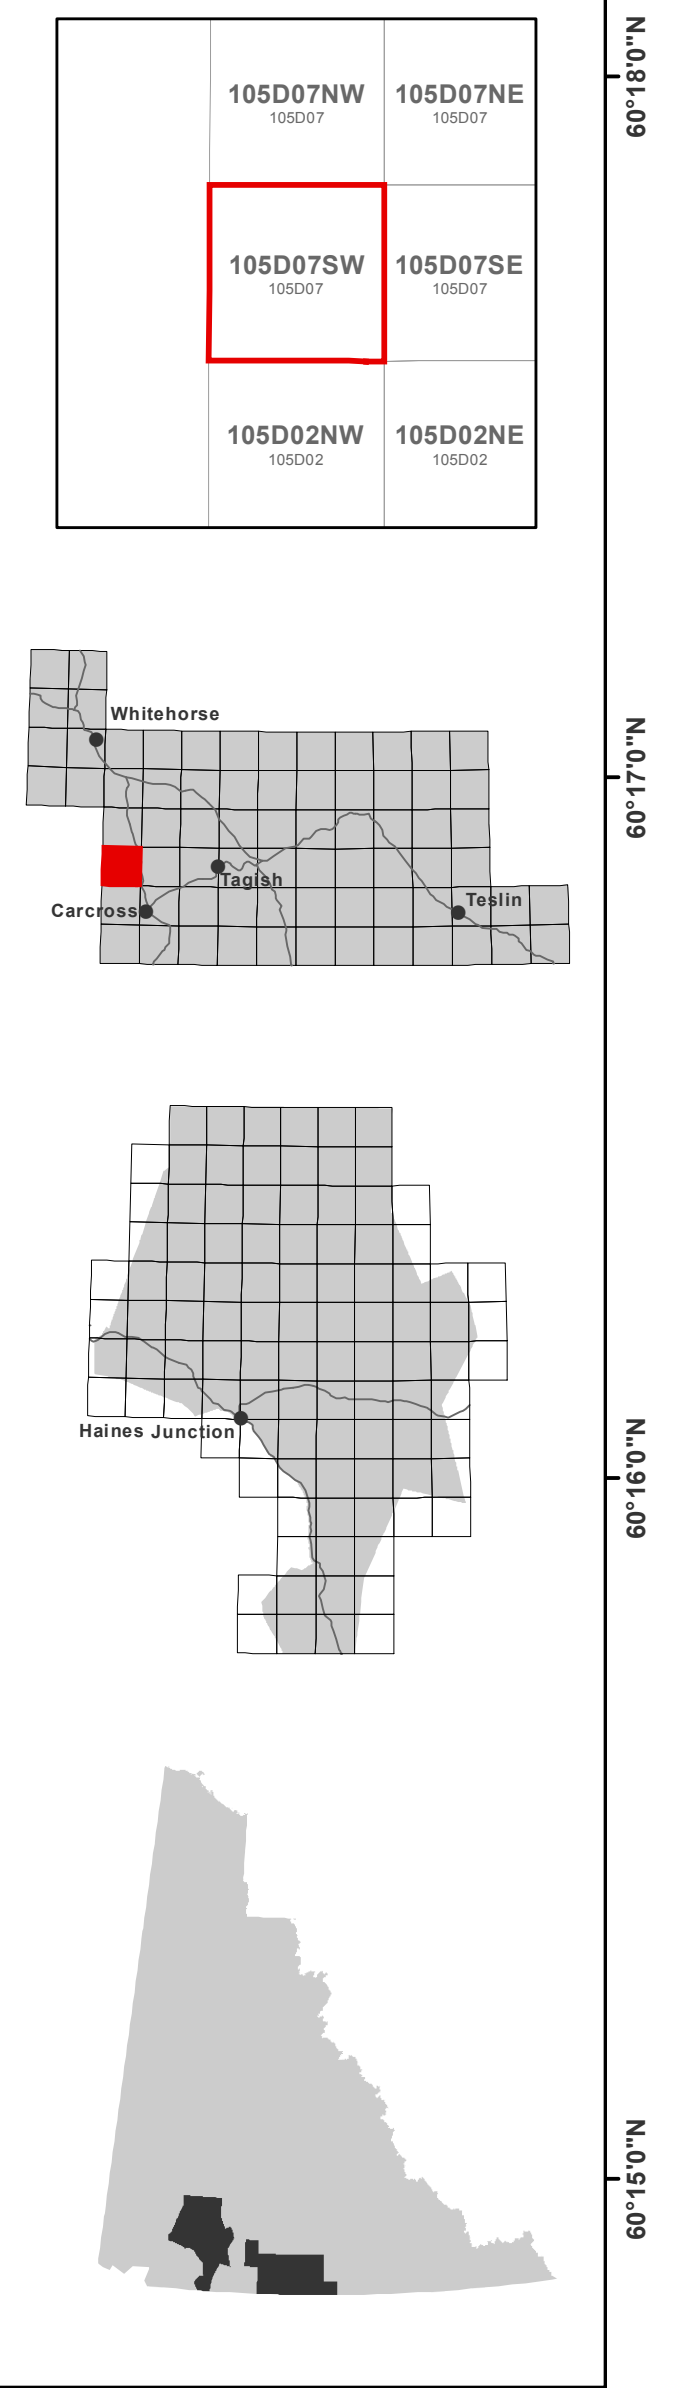 105D07NW
105D07
105D07NE
105D07
105D07SW
105D07
105D07SE
105D07
105D02NW
105D02
105D02NE
105D02
60°18'0"N
Whitehorse
60°17'0"N
Tagish
Teslin
Carcross
Haines Junction
60°16'0"N
60°15'0"N